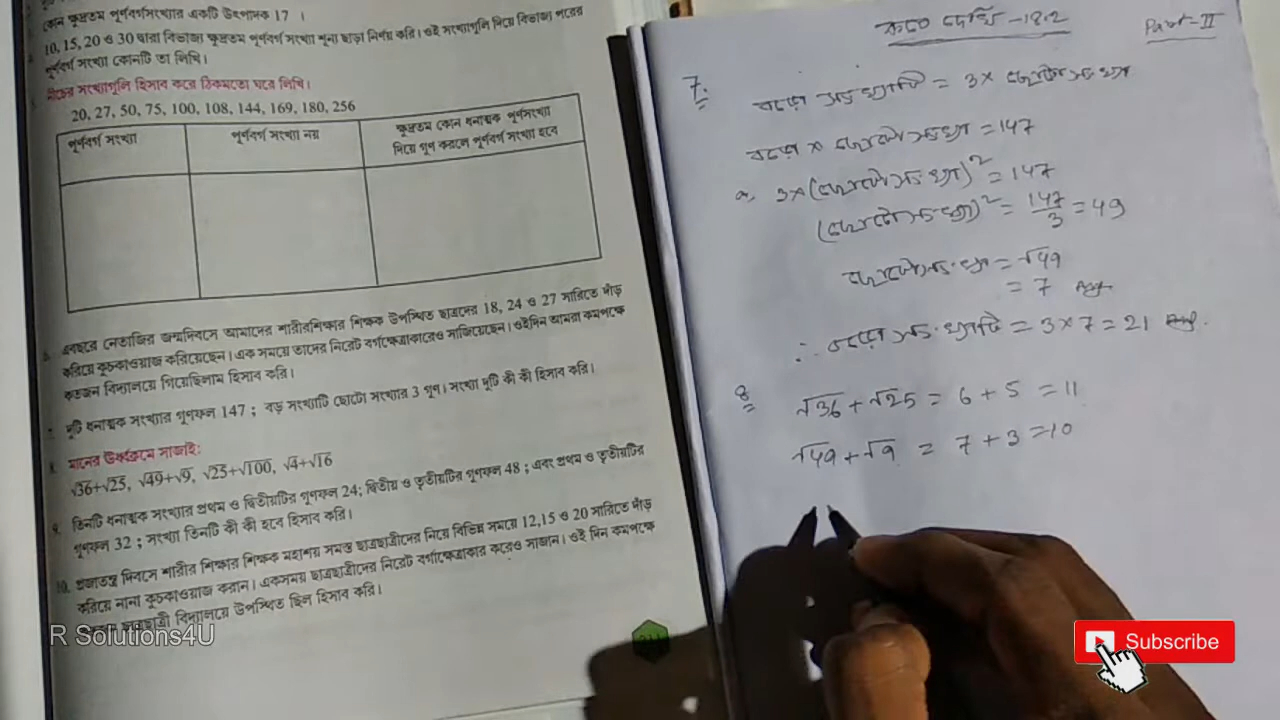 কোন ক্ষুদ্রতম পূর্ণবর্গসংখ্যার একটি উৎপাদক 17 ।
10, 15, 20 ও 30 দ্বারা বিভাজ্য ক্ষুদ্রতম পূর্ণবর্গ সংখ্যা শূন্য ছাড়া নির্ণয় করি। ওই সংখ্যাগুলি দিয়ে বিভাজ্য পরের
পূর্ণবর্গ সংখ্যা কোনটি তা লিখি।
নীচের সংখ্যাগুলি হিসাব করে ঠিকমতো ঘরে লিখি।
20, 27, 50, 75, 100, 108, 144, 169, 180, 256
পূর্ণবর্গ সংখ্যা
পূর্ণবর্গ সংখ্যা নয়
ক্ষুদ্রতম কোন ধনাত্মক পূর্ণসংখ্যা
দিয়ে গুণ করলে পূর্ণবর্গ সংখ্যা হবে
এবছরে নেতাজির জন্মদিবসে আমাদের শারীরশিক্ষার শিক্ষক উপস্থিত ছাত্রদের 18, 24 ও 27 সারিতে দাঁড়
করিয়ে কুচকাওয়াজ করিয়েছেন। এক সময়ে তাদের নিরেট বর্গক্ষেত্রাকারেও সাজিয়েছেন। ওইদিন আমরা কমপক্ষে
কতজন বিদ্যালয়ে গিয়েছিলাম হিসাব করি।
দুটি ধনাত্মক সংখ্যার গুণফল 147 ; বড় সংখ্যাটি ছোটো সংখ্যার 3 গুণ। সংখ্যা দুটি কী কী হিসাব করি।
মানের ঊর্ধ্বক্রমে সাজাই:
√36+√25, √49+√9, √25+√100, √4+√16
9. তিনটি ধনাত্মক সংখ্যার প্রথম ও দ্বিতীয়টির গুণফল 24; দ্বিতীয় ও তৃতীয়টির গুণফল 48 ; এবং প্রথম ও তৃতীয়টির
গুণফল 32 ; সংখ্যা তিনটি কী কী হবে হিসাব করি।
10. প্রজাতন্ত্র দিবসে শারীর শিক্ষার শিক্ষক মহাশয় সমস্ত ছাত্রছাত্রীদের নিয়ে বিভিন্ন সময়ে 12,15 ও 20 সারিতে দাঁড়
করিয়ে নানা কুচকাওয়াজ করান। একসময় ছাত্রছাত্রীদের নিরেট বর্গক্ষেত্রাকার করেও সাজান। ওই দিন কমপক্ষে
ছাত্রছাত্রী বিদ্যালয়ে উপস্থিত ছিল হিসাব করি।
R Solutions4U
কষে দেখি -18.2
Part-II
7. বড়ো সংখ্যাটি = 3 × ছোটো সংখ্যা
বড়ো × ছোটো সংখ্যা = 147
3×(ছোটো সংখ্যা)² = 147
(ছোটো সংখ্যা)² = 147/3 = 49
ছোটো সংখ্যা = √49
= 7 Ans
∴ বড়ো সংখ্যাটি = 3 × 7 = 21 Ans.
8 √36 + √25 = 6 + 5 = 11
√49 + √9 = 7 + 3 = 10
Subscribe